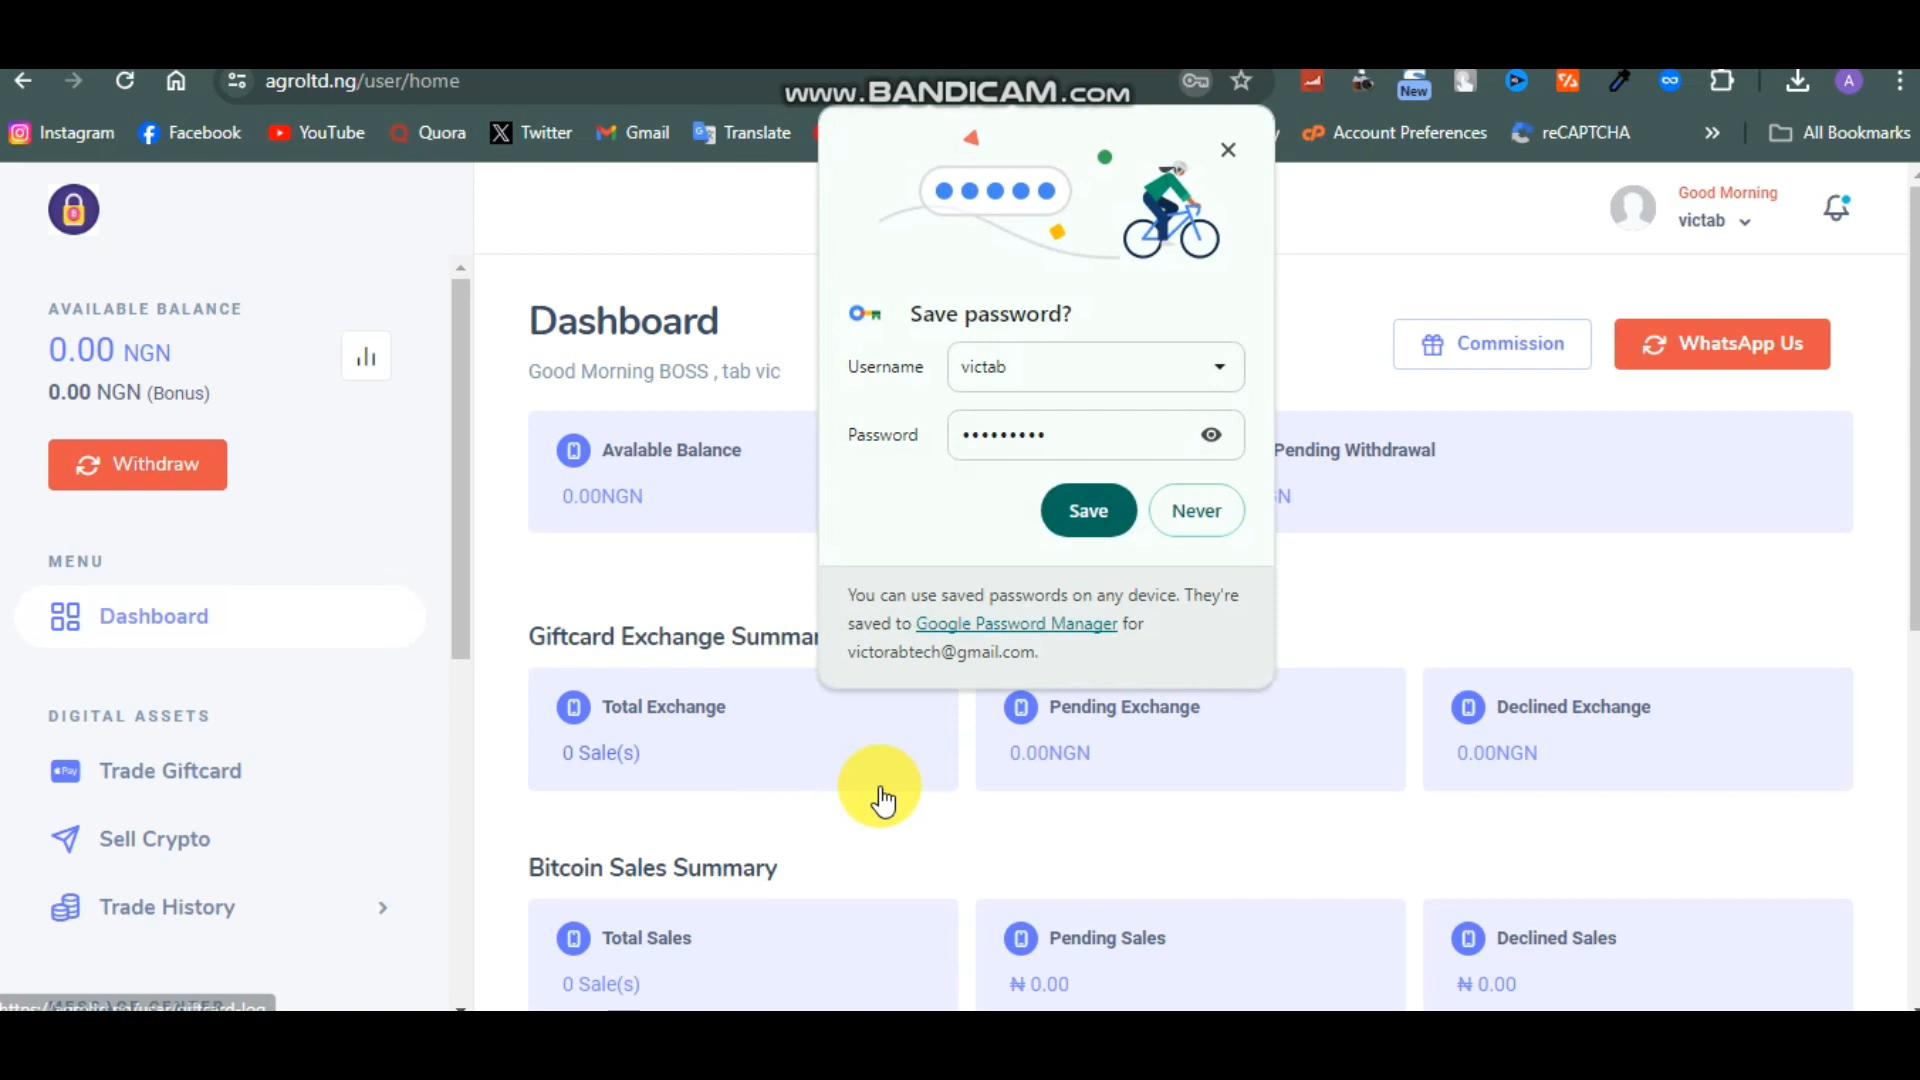 agroltd.ng/user/home
www.BANDICAM.com
New
A
Instagram
Facebook
YouTube
Quora
Twitter
Gmail
Translate
Account Preferences
reCAPTCHA
All Bookmarks
Good Morning
victab
AVAILABLE BALANCE
0.00 NGN
0.00 NGN (Bonus)
Withdraw
MENU
Dashboard
DIGITAL ASSETS
Pay
Trade Giftcard
Sell Crypto
Trade History
Dashboard
Good Morning BOSS , tab vic
Commission
WhatsApp Us
Save password?
Username
victab
Password
•••••••••
Save
Never
You can use saved passwords on any device. They're
saved to Google Password Manager for
victorabtech@gmail.com.
Avalable Balance
0.00NGN
Pending Withdrawal
Giftcard Exchange Summar
Total Exchange
0 Sale(s)
Pending Exchange
0.00NGN
Declined Exchange
0.00NGN
Bitcoin Sales Summary
Total Sales
0 Sale(s)
Pending Sales
₦ 0.00
Declined Sales
₦ 0.00